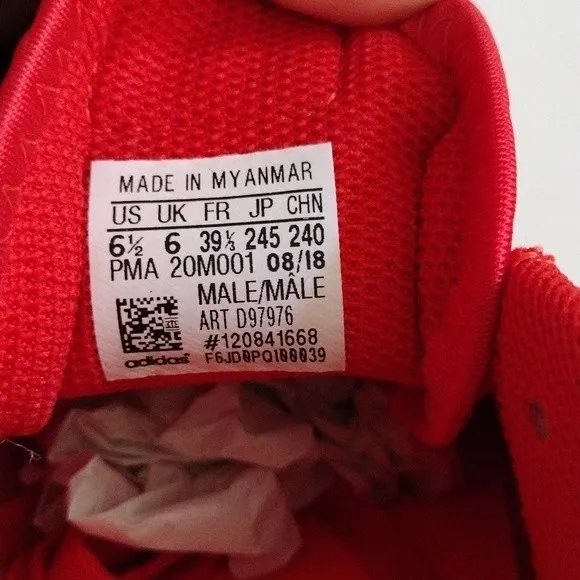 MADE IN MYANMAR
US UK FR JP CHN
6½ 6 39⅓ 245 240
PMA 20M001 08/18
MALE/MÂLE
ART D97976
#120841668
adidas F6JD0PQI00039